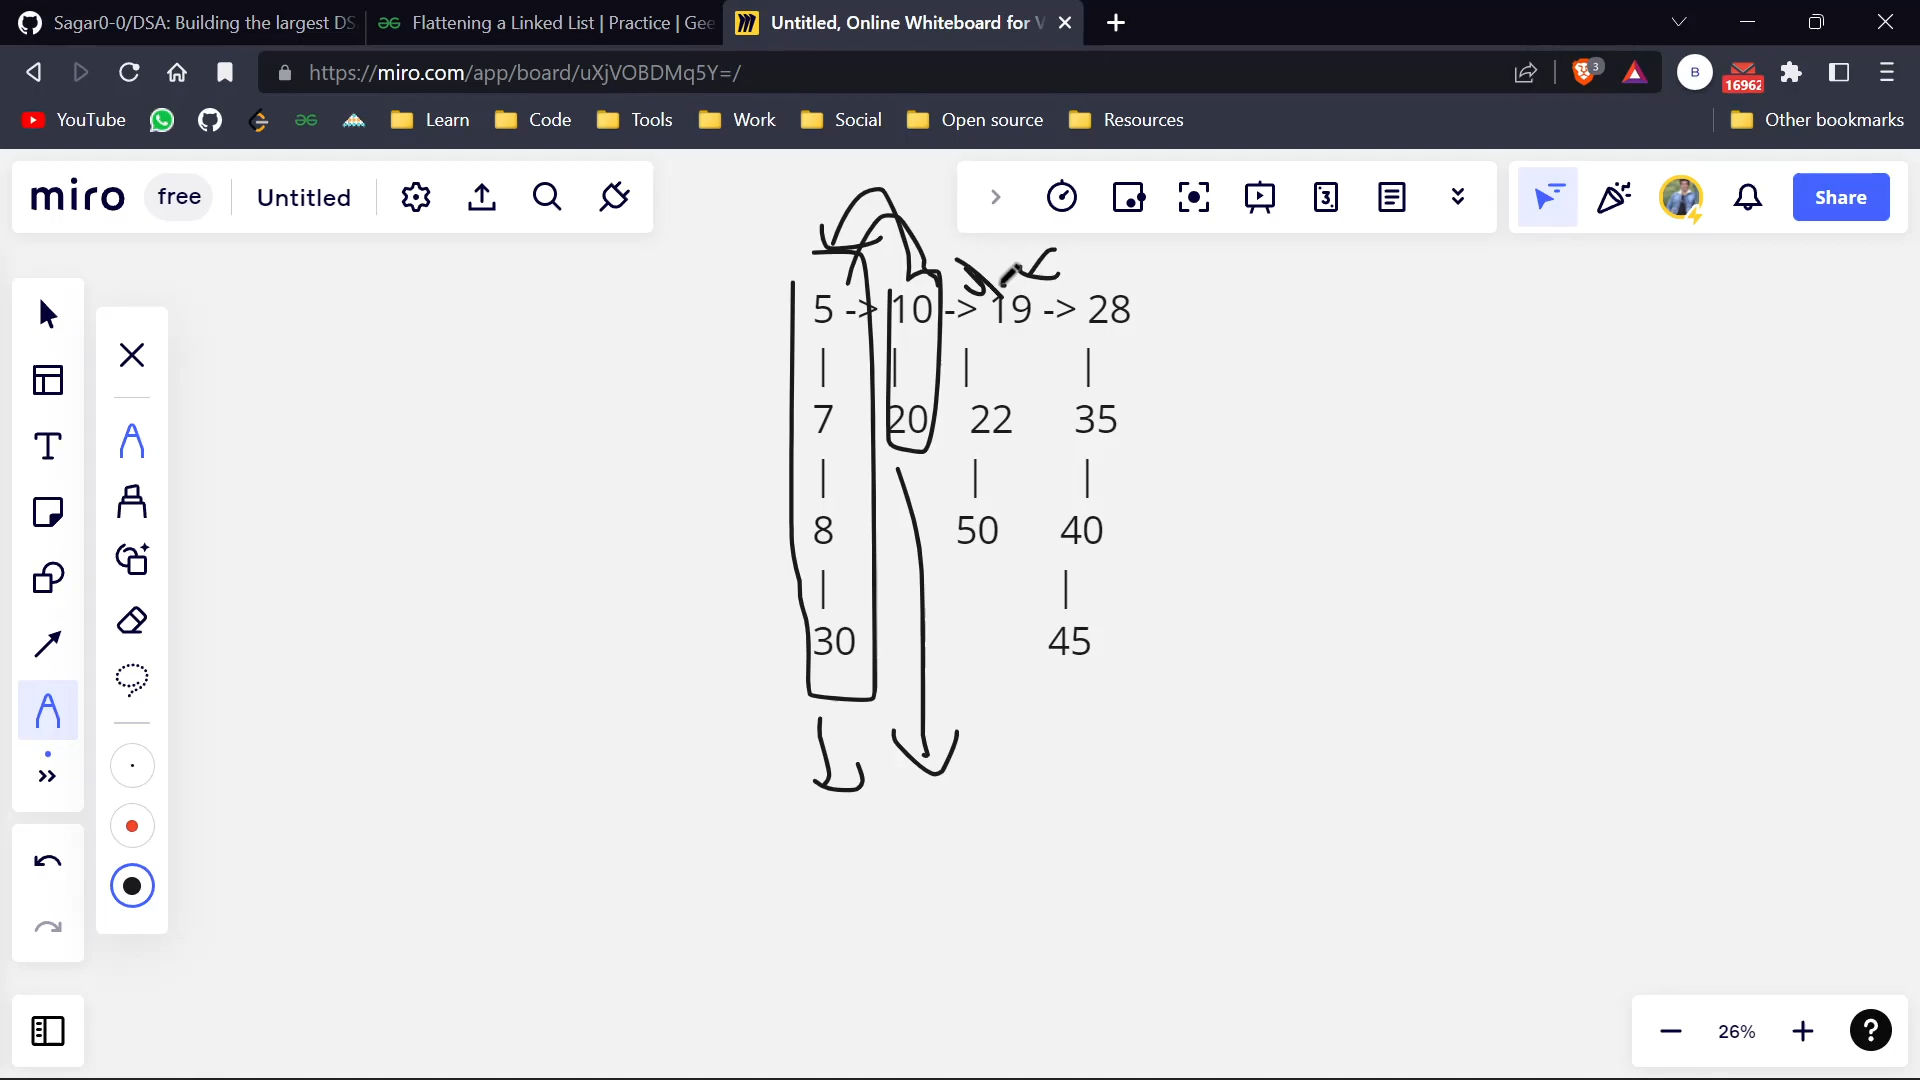 Sagar0-0/DSA: Building the largest DS
Flattening a Linked List | Practice | Gee
Untitled, Online Whiteboard for V
https://miro.com/app/board/uXjVOBDMq5Y=/
3
B
16962
YouTube
Learn
Code
Tools
Work
Social
Open source
Resources
Other bookmarks
miro
free
Untitled
3
Share
5 -> 10 -> 19 -> 28
| | | |
7 20 22 35
| | |
8 50 40
| |
30 45
26%
?